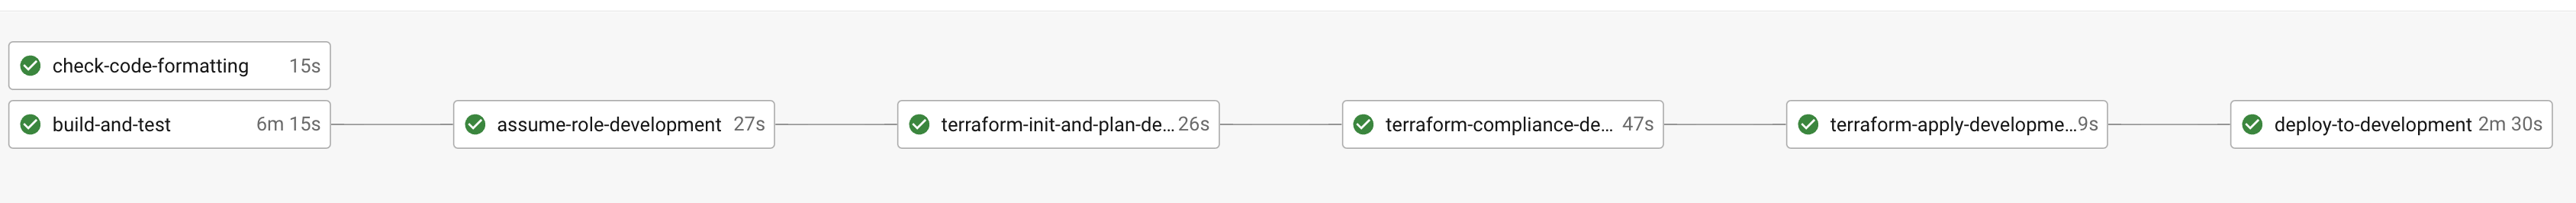 check-code-formatting 15s
build-and-test 6m 15s
assume-role-development 27s
terraform-init-and-plan-de... 26s
terraform-compliance-de... 47s
terraform-apply-developme... 9s
deploy-to-development 2m 30s